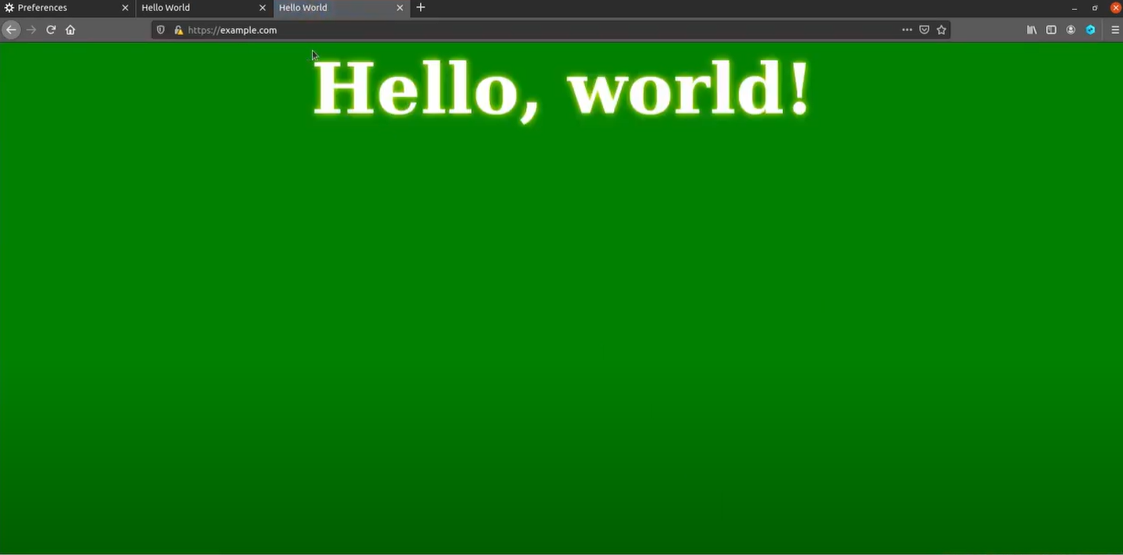 Preferences
Hello World
Hello World
https://example.com
Hello, world!